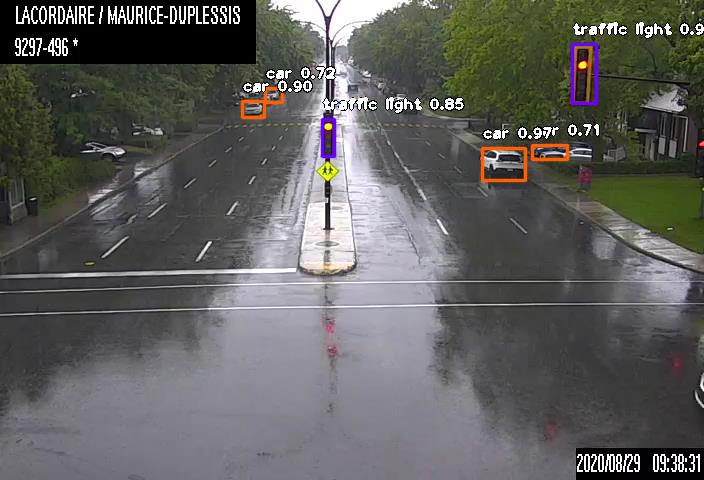 LACORDAIRE / MAURICE-DUPLESSIS
9297-496 *
traffic light 0.9
car 0.72
car 0.90
traffic light 0.85
car 0.97
r 0.71
2020/08/29 09:38:31